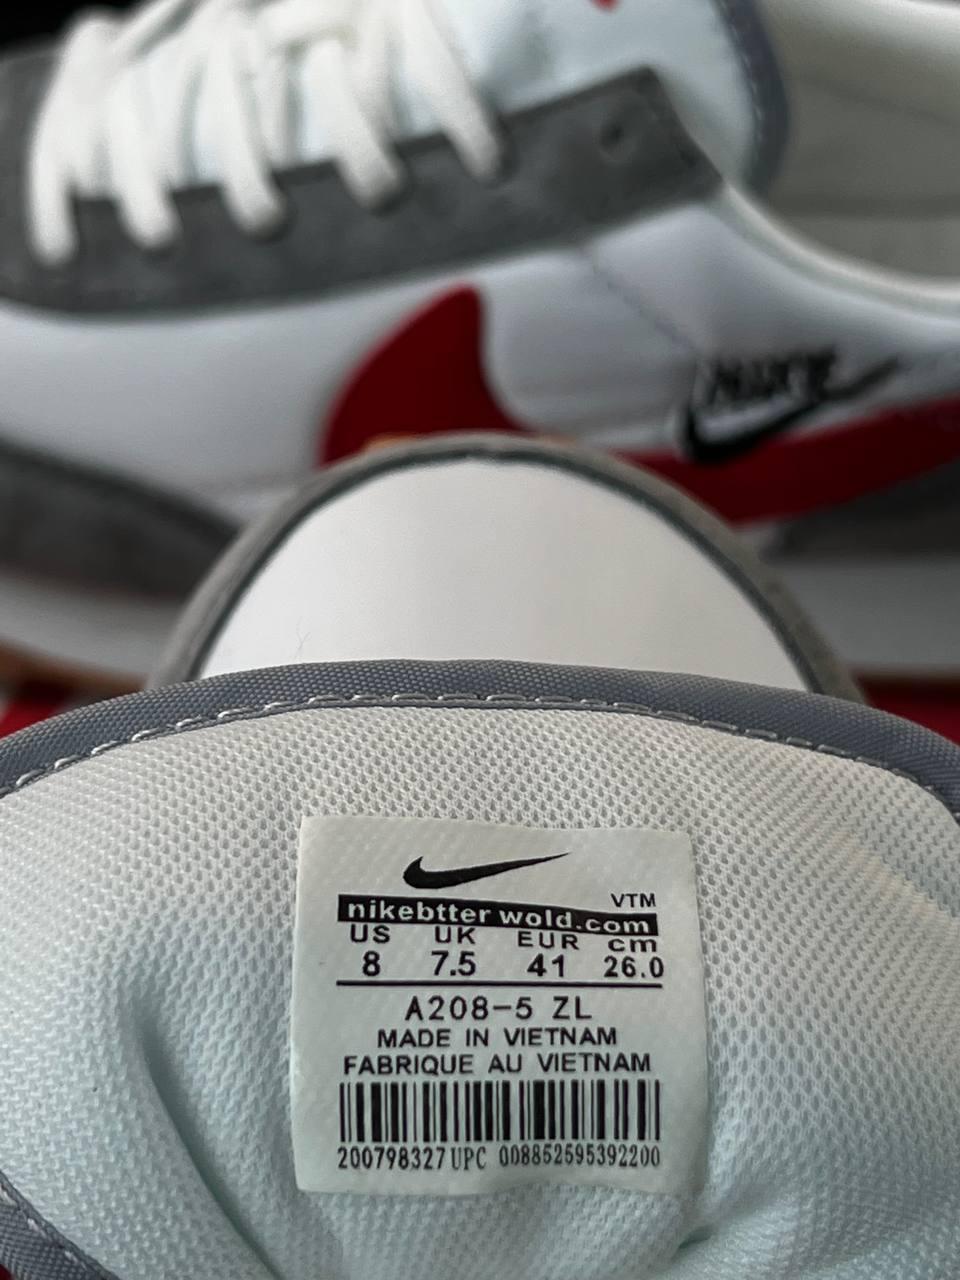 NIKE
VTM
nikebtter wold.com
US UK EUR cm
8 7.5 41 26.0
A208-5 ZL
MADE IN VIETNAM
FABRIQUE AU VIETNAM
200798327 UPC 008852595392200